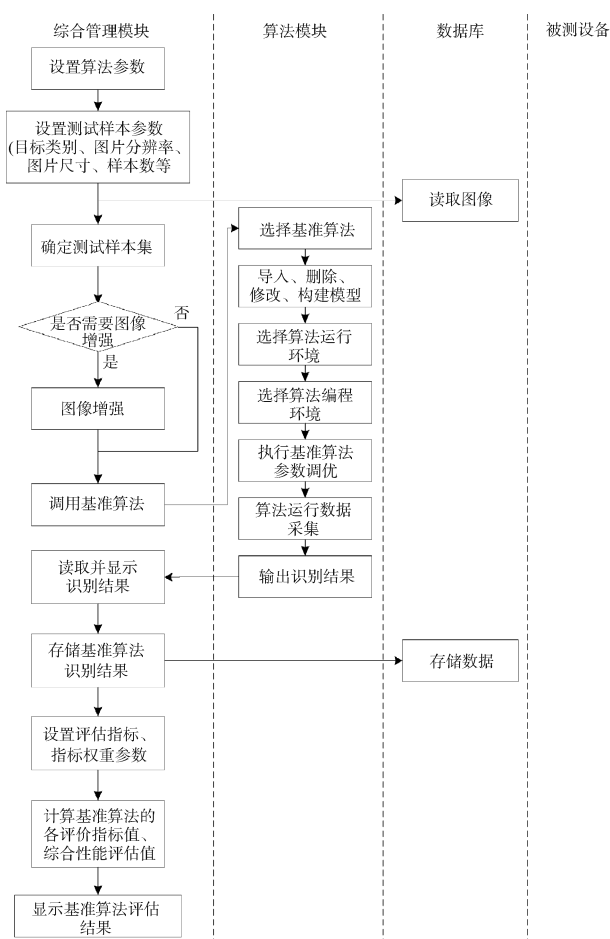 综合管理模块
算法模块
数据库
被测设备
设置算法参数
设置测试样本参数
(目标类别、图片分辨率、
图片尺寸、样本数等
读取图像
确定测试样本集
选择基准算法
导入、删除、
修改、构建模型
是否需要图像
增强
否
是
选择算法运行
环境
图像增强
选择算法编程
环境
执行基准算法
参数调优
调用基准算法
算法运行数据
采集
读取并显示
识别结果
输出识别结果
存储基准算法
识别结果
存储数据
设置评估指标、
指标权重参数
计算基准算法的
各评价指标值、
综合性能评估值
显示基准算法评估
结果